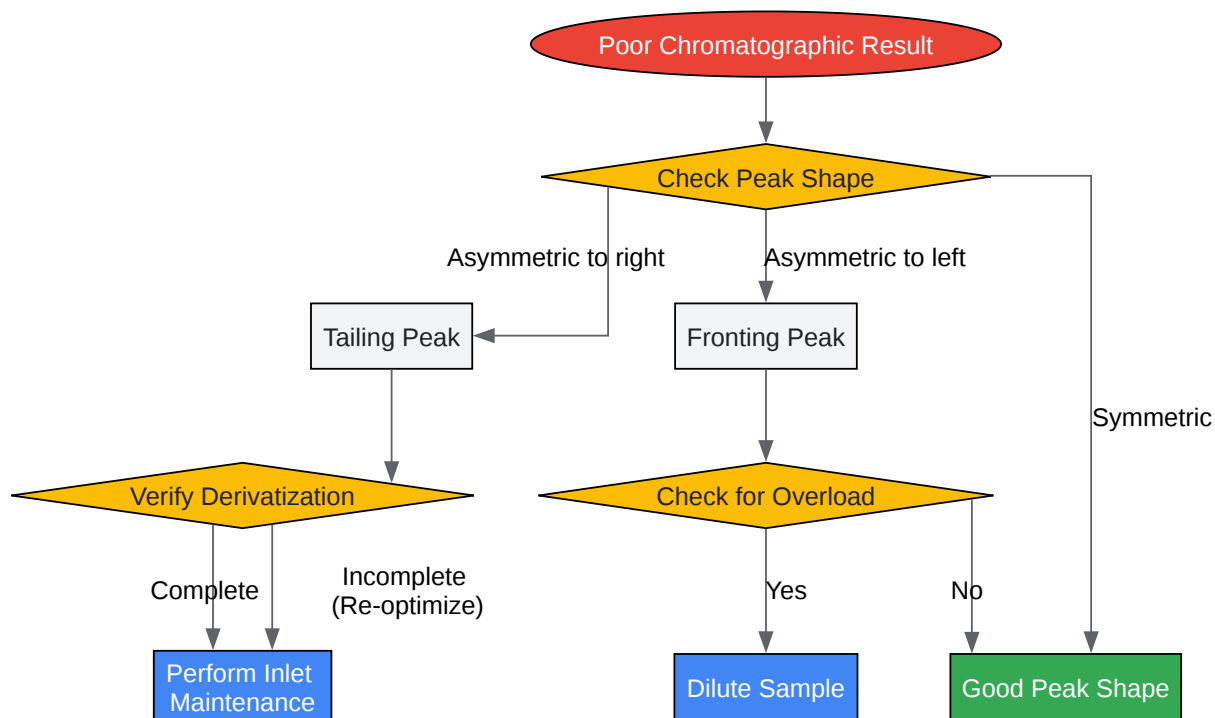 Poor Chromatographic Result
Check Peak Shape
Asymmetric to right
Asymmetric to left
Tailing Peak
Fronting Peak
Symmetric
Verify Derivatization
Check for Overload
Complete
Incomplete
(Re-optimize)
Yes
No
Perform Inlet
Maintenance
Dilute Sample
Good Peak Shape